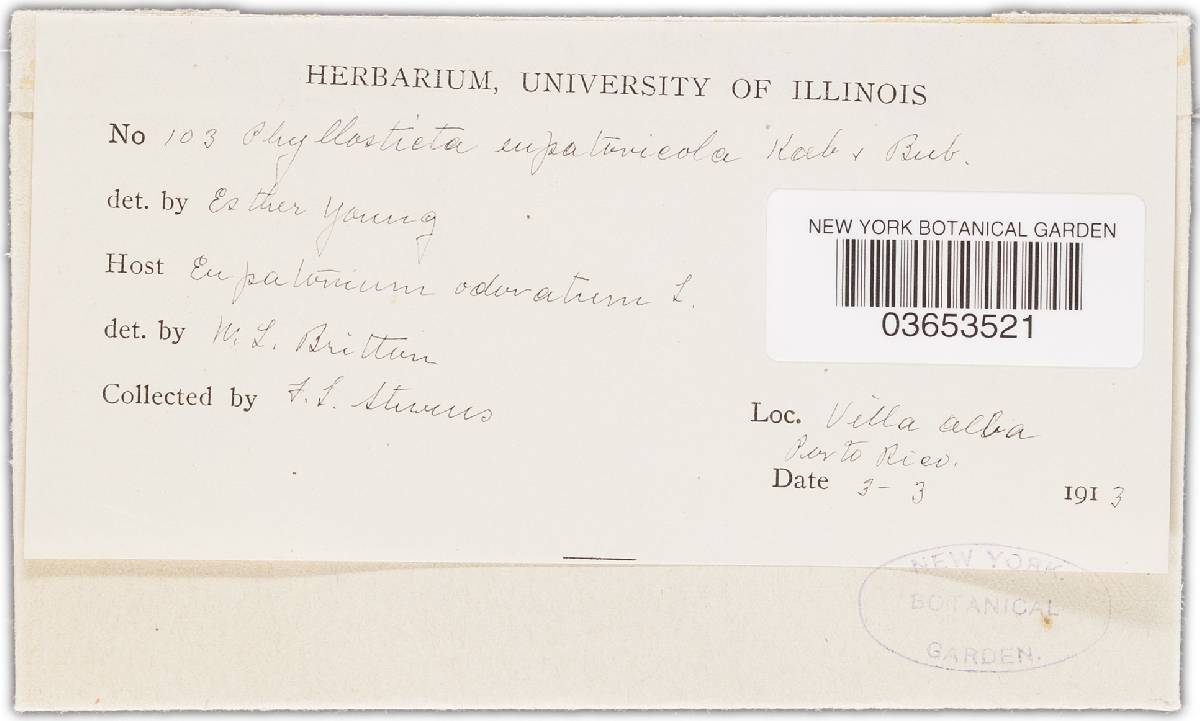 HERBARIUM, UNIVERSITY OF ILLINOIS
No 103 Phyllosticta eupatoricola Kab & Bub.
det. by Esther Young
Host Eupatorium odoratum L.
det. by N. L. Britton
Collected by F. L. Stevens
NEW YORK BOTANICAL GARDEN
03653521
Loc. Villa alba
Porto Rico.
Date 3-3 1913
NEW YORK
BOTANICAL
GARDEN.